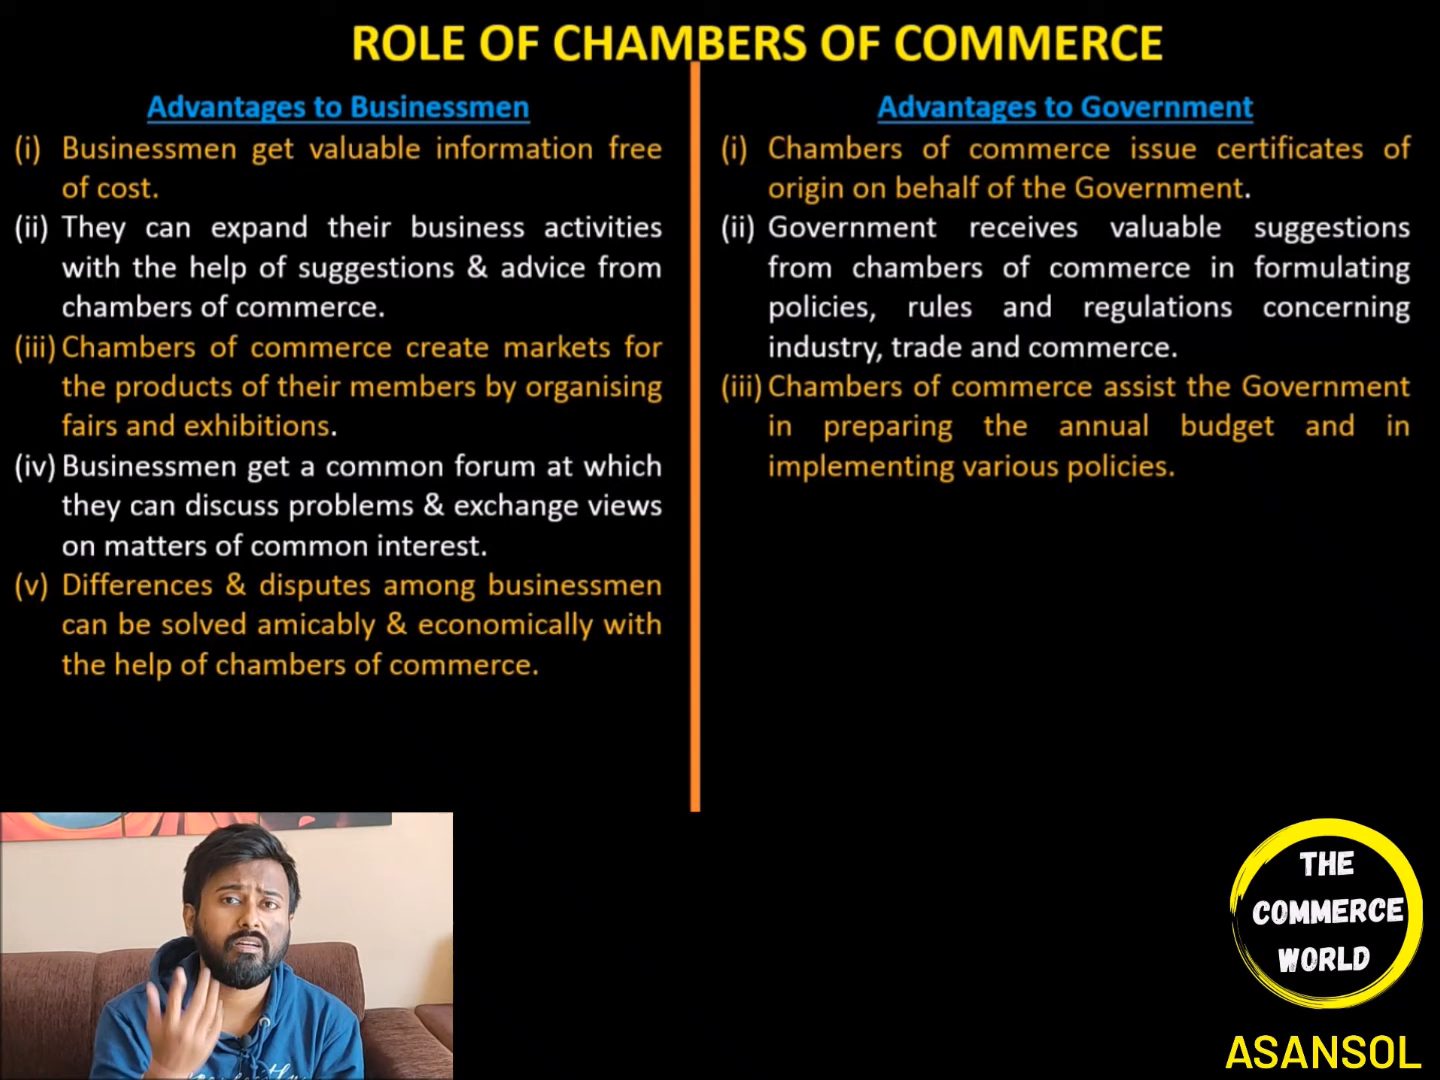 ROLE OF CHAMBERS OF COMMERCE
Advantages to Businessmen
(i) Businessmen get valuable information free
of cost.
(ii) They can expand their business activities
with the help of suggestions & advice from
chambers of commerce.
(iii) Chambers of commerce create markets for
the products of their members by organising
fairs and exhibitions.
(iv) Businessmen get a common forum at which
they can discuss problems & exchange views
on matters of common interest.
(v) Differences & disputes among businessmen
can be solved amicably & economically with
the help of chambers of commerce.
Advantages to Government
(i) Chambers of commerce issue certificates of
origin on behalf of the Government.
(ii) Government receives valuable suggestions
from chambers of commerce in formulating
policies, rules and regulations concerning
industry, trade and commerce.
(iii) Chambers of commerce assist the Government
in preparing the annual budget and in
implementing various policies.
THE
COMMERCE
WORLD
ASANSOL